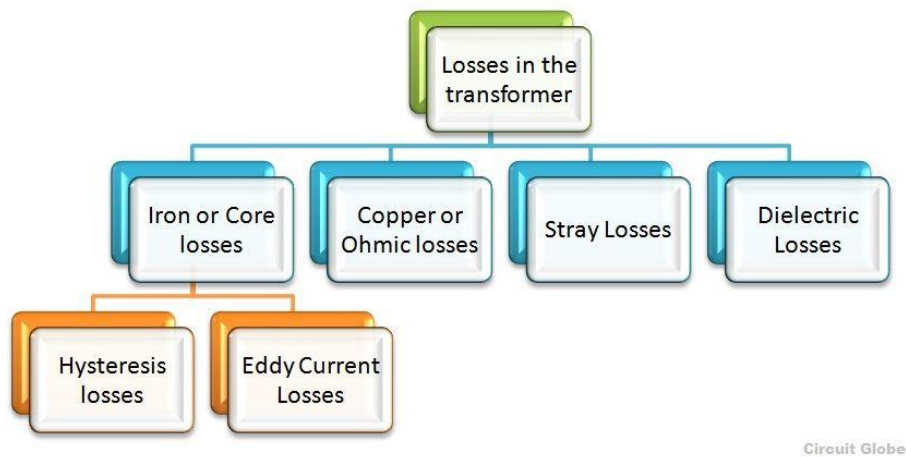 Losses in the
transformer
Iron or Core
losses
Copper or
Ohmic losses
Stray Losses
Dielectric
Losses
Hysteresis
losses
Eddy Current
Losses
Circuit Globe